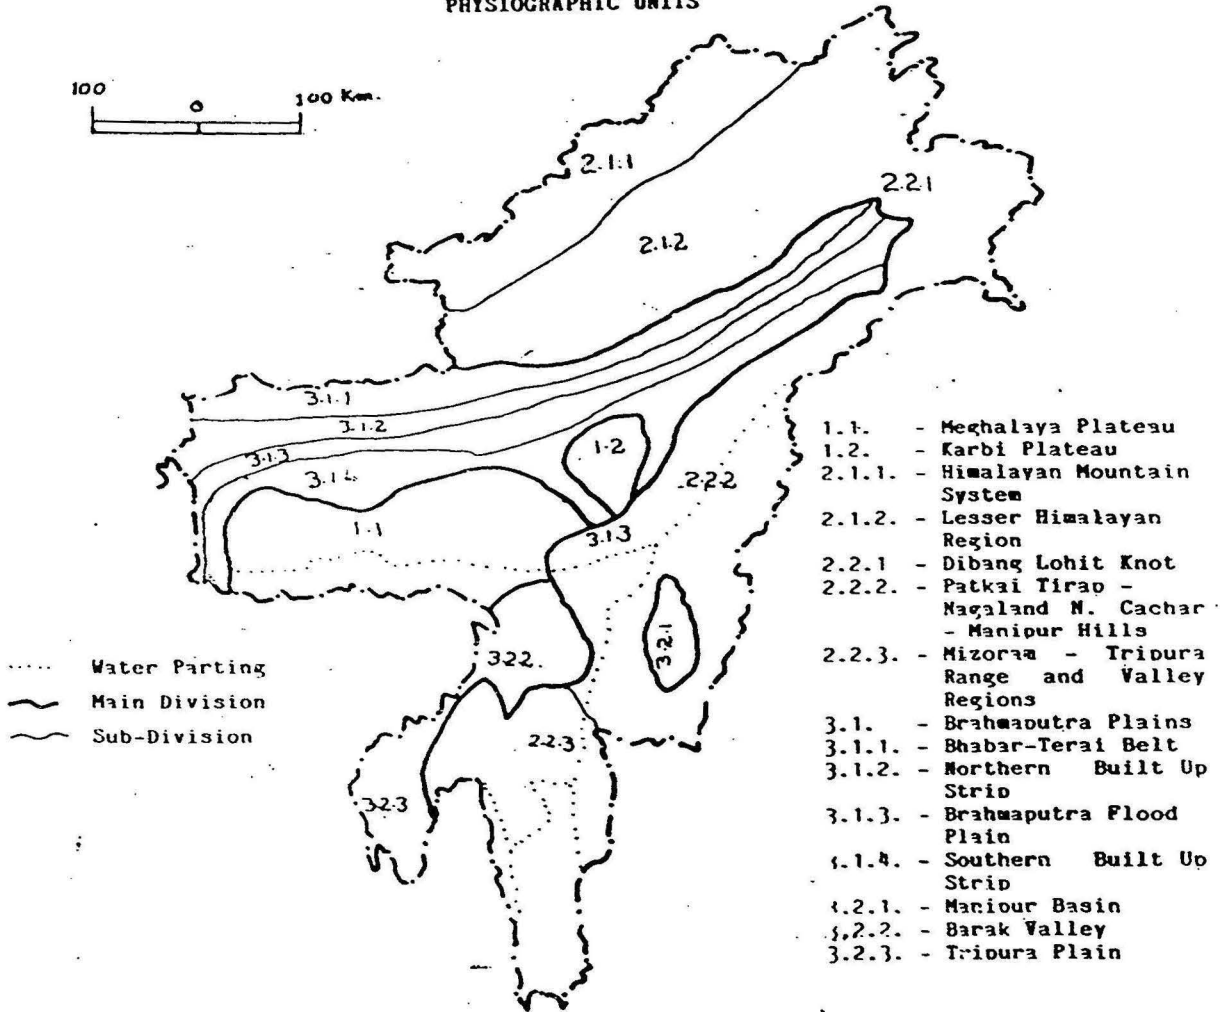 PHYSIOGRAPHIC UNITS
100 0 100 Km.
2.1.1
2.2.1
2.1.2
3.1.1
3.1.2
3.1.3
1.2
3.1.4
2.2.2
1.1
3.1.3
3.2.1
3.2.2
2.2.3
3.2.3
..... Water Parting
Main Division
Sub-Division
1.1. - Meghalaya Plateau
1.2. - Karbi Plateau
2.1.1. - Himalayan Mountain
System
2.1.2. - Lesser Himalayan
Region
2.2.1 - Dibang Lohit Knot
2.2.2. - Patkai Tirap -
Nagaland N. Cachar
- Manipur Hills
2.2.3. - Mizoram - Tripura
Range and Valley
Regions
3.1. - Brahmaputra Plains
3.1.1. - Bhabar-Terai Belt
3.1.2. - Northern Built Up
Strip
3.1.3. - Brahmaputra Flood
Plain
3.1.4. - Southern Built Up
Strip
3.2.1. - Manipur Basin
3.2.2. - Barak Valley
3.2.3. - Tripura Plain